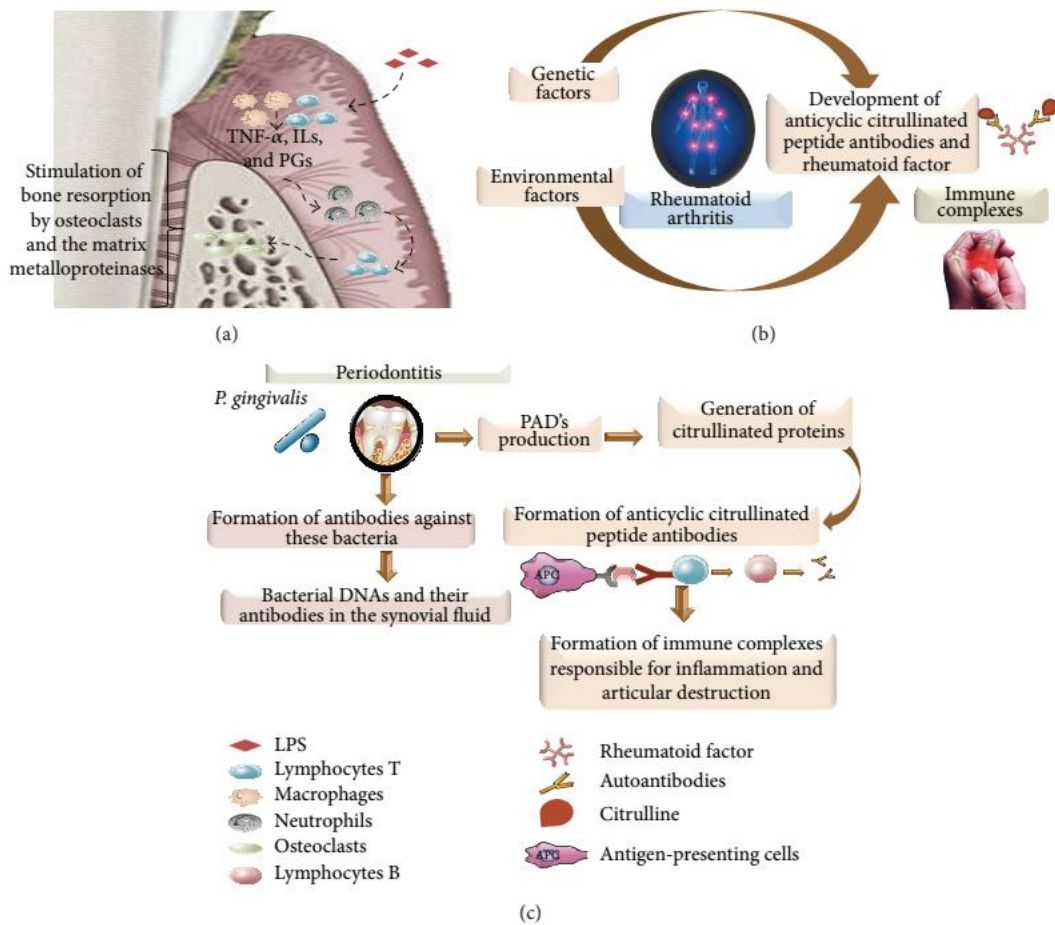 TNF-α, ILs,
and PGs
Stimulation of
bone resorption
by osteoclasts
and the matrix
metalloproteinases
(a)
Genetic
factors
Environmental
factors
Rheumatoid
arthritis
Development of
anticyclic citrullinated
peptide antibodies and
rheumatoid factor
Immune
complexes
(b)
Periodontitis
P. gingivalis
PAD's
production
Generation of
citrullinated proteins
Formation of antibodies against
these bacteria
Formation of anticyclic citrullinated
peptide antibodies
APC
Bacterial DNAs and their
antibodies in the synovial fluid
Formation of immune complexes
responsible for inflammation and
articular destruction
LPS
Lymphocytes T
Macrophages
Neutrophils
Osteoclasts
Lymphocytes B
Rheumatoid factor
Autoantibodies
Citrulline
APC
Antigen-presenting cells
(c)